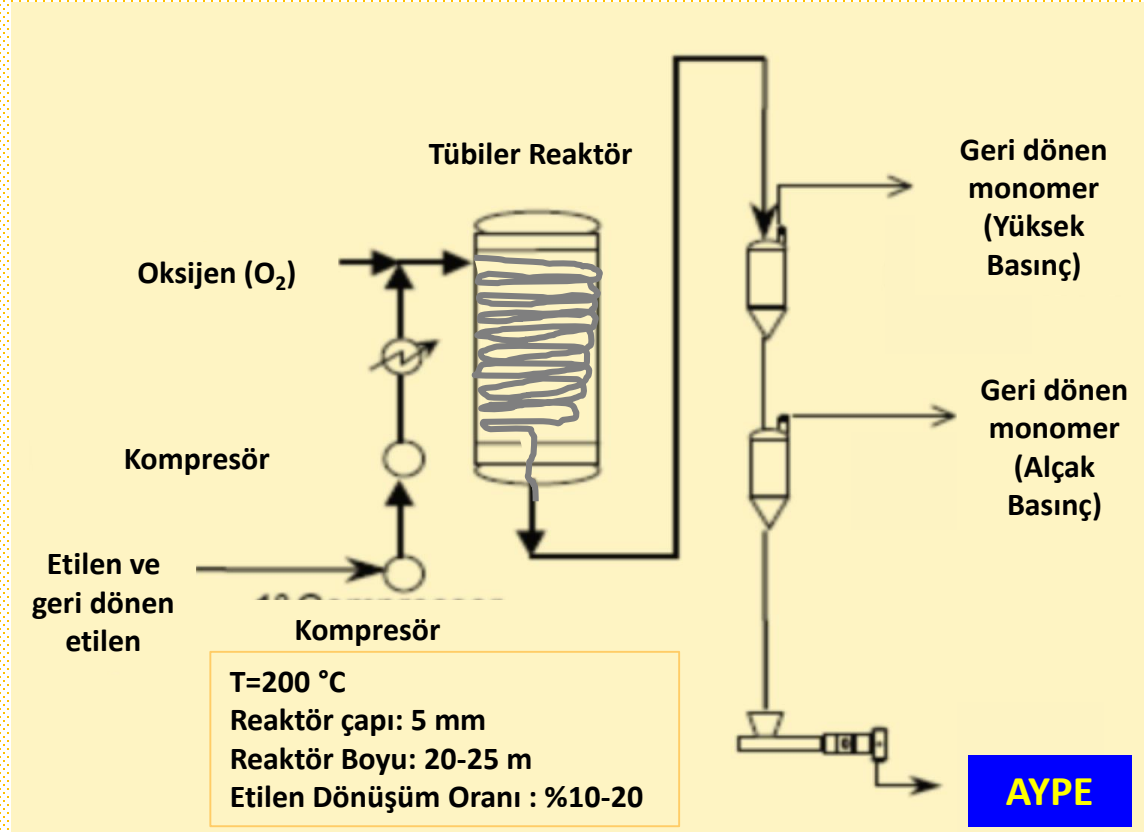 Tübiler Reaktör
Geri dönen
monomer
(Yüksek
Basınç)
Oksijen (O₂)
Geri dönen
monomer
(Alçak
Basınç)
Kompresör
Etilen ve
geri dönen
etilen
Kompresör
T=200 °C
Reaktör çapı: 5 mm
Reaktör Boyu: 20-25 m
Etilen Dönüşüm Oranı : %10-20
AYPE